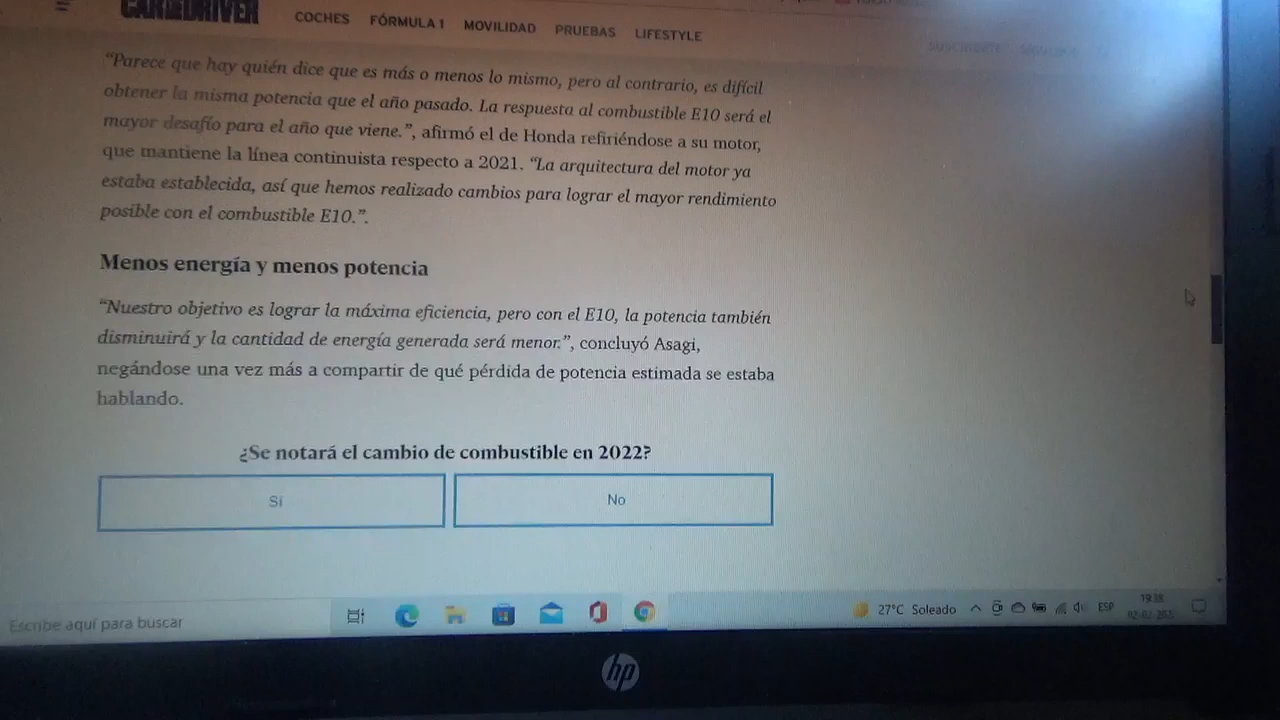 CAR AND DRIVER
COCHES FÓRMULA 1 MOVILIDAD PRUEBAS LIFESTYLE
“Parece que hay quién dice que es más o menos lo mismo, pero al contrario, es difícil
obtener la misma potencia que el año pasado. La respuesta al combustible E10 será el
mayor desafío para el año que viene.”, afirmó el de Honda refiriéndose a su motor,
que mantiene la línea continuista respecto a 2021. “La arquitectura del motor ya
estaba establecida, así que hemos realizado cambios para lograr el mayor rendimiento
posible con el combustible E10.”.
Menos energía y menos potencia
“Nuestro objetivo es lograr la máxima eficiencia, pero con el E10, la potencia también
disminuirá y la cantidad de energía generada será menor.”, concluyó Asagi,
negándose una vez más a compartir de qué pérdida de potencia estimada se estaba
hablando.
¿Se notará el cambio de combustible en 2022?
Sí No
Escribe aquí para buscar
27°C Soleado ESP
hp